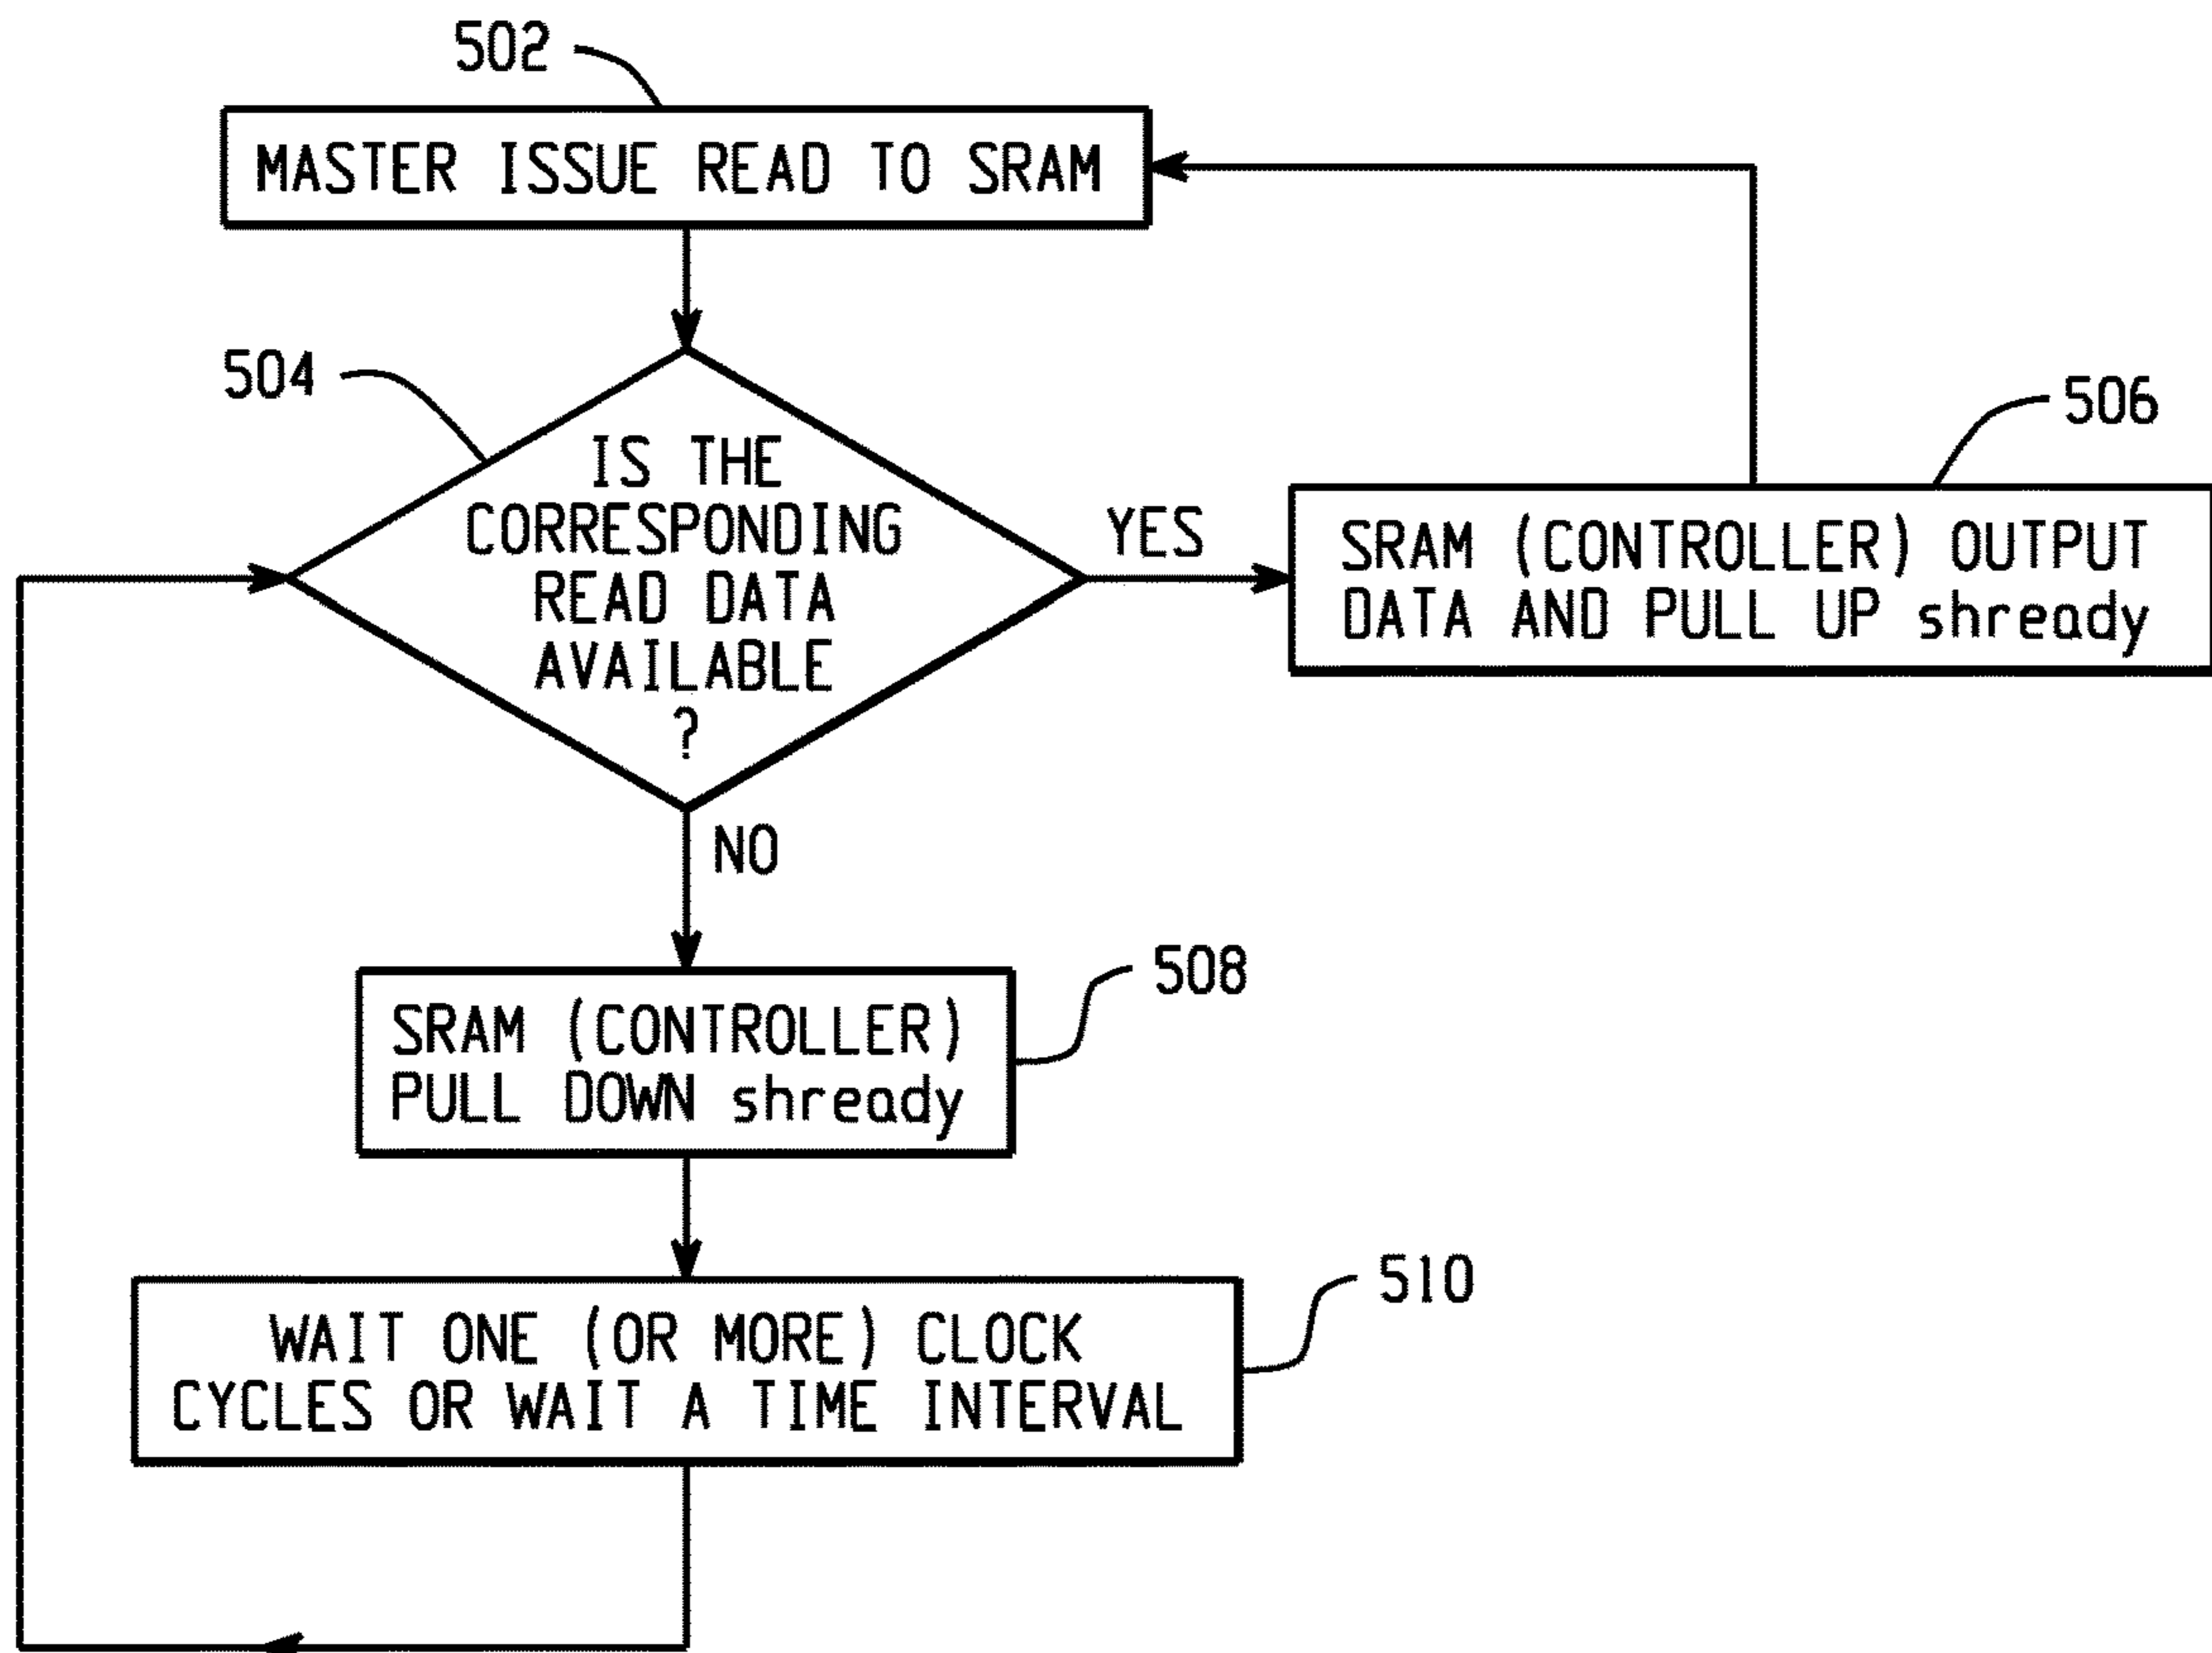 502
MASTER ISSUE READ TO SRAM
504
IS THE
CORRESPONDING
READ DATA
AVAILABLE
?
YES
506
SRAM (CONTROLLER) OUTPUT
DATA AND PULL UP shready
NO
508
SRAM (CONTROLLER)
PULL DOWN shready
510
WAIT ONE (OR MORE) CLOCK
CYCLES OR WAIT A TIME INTERVAL